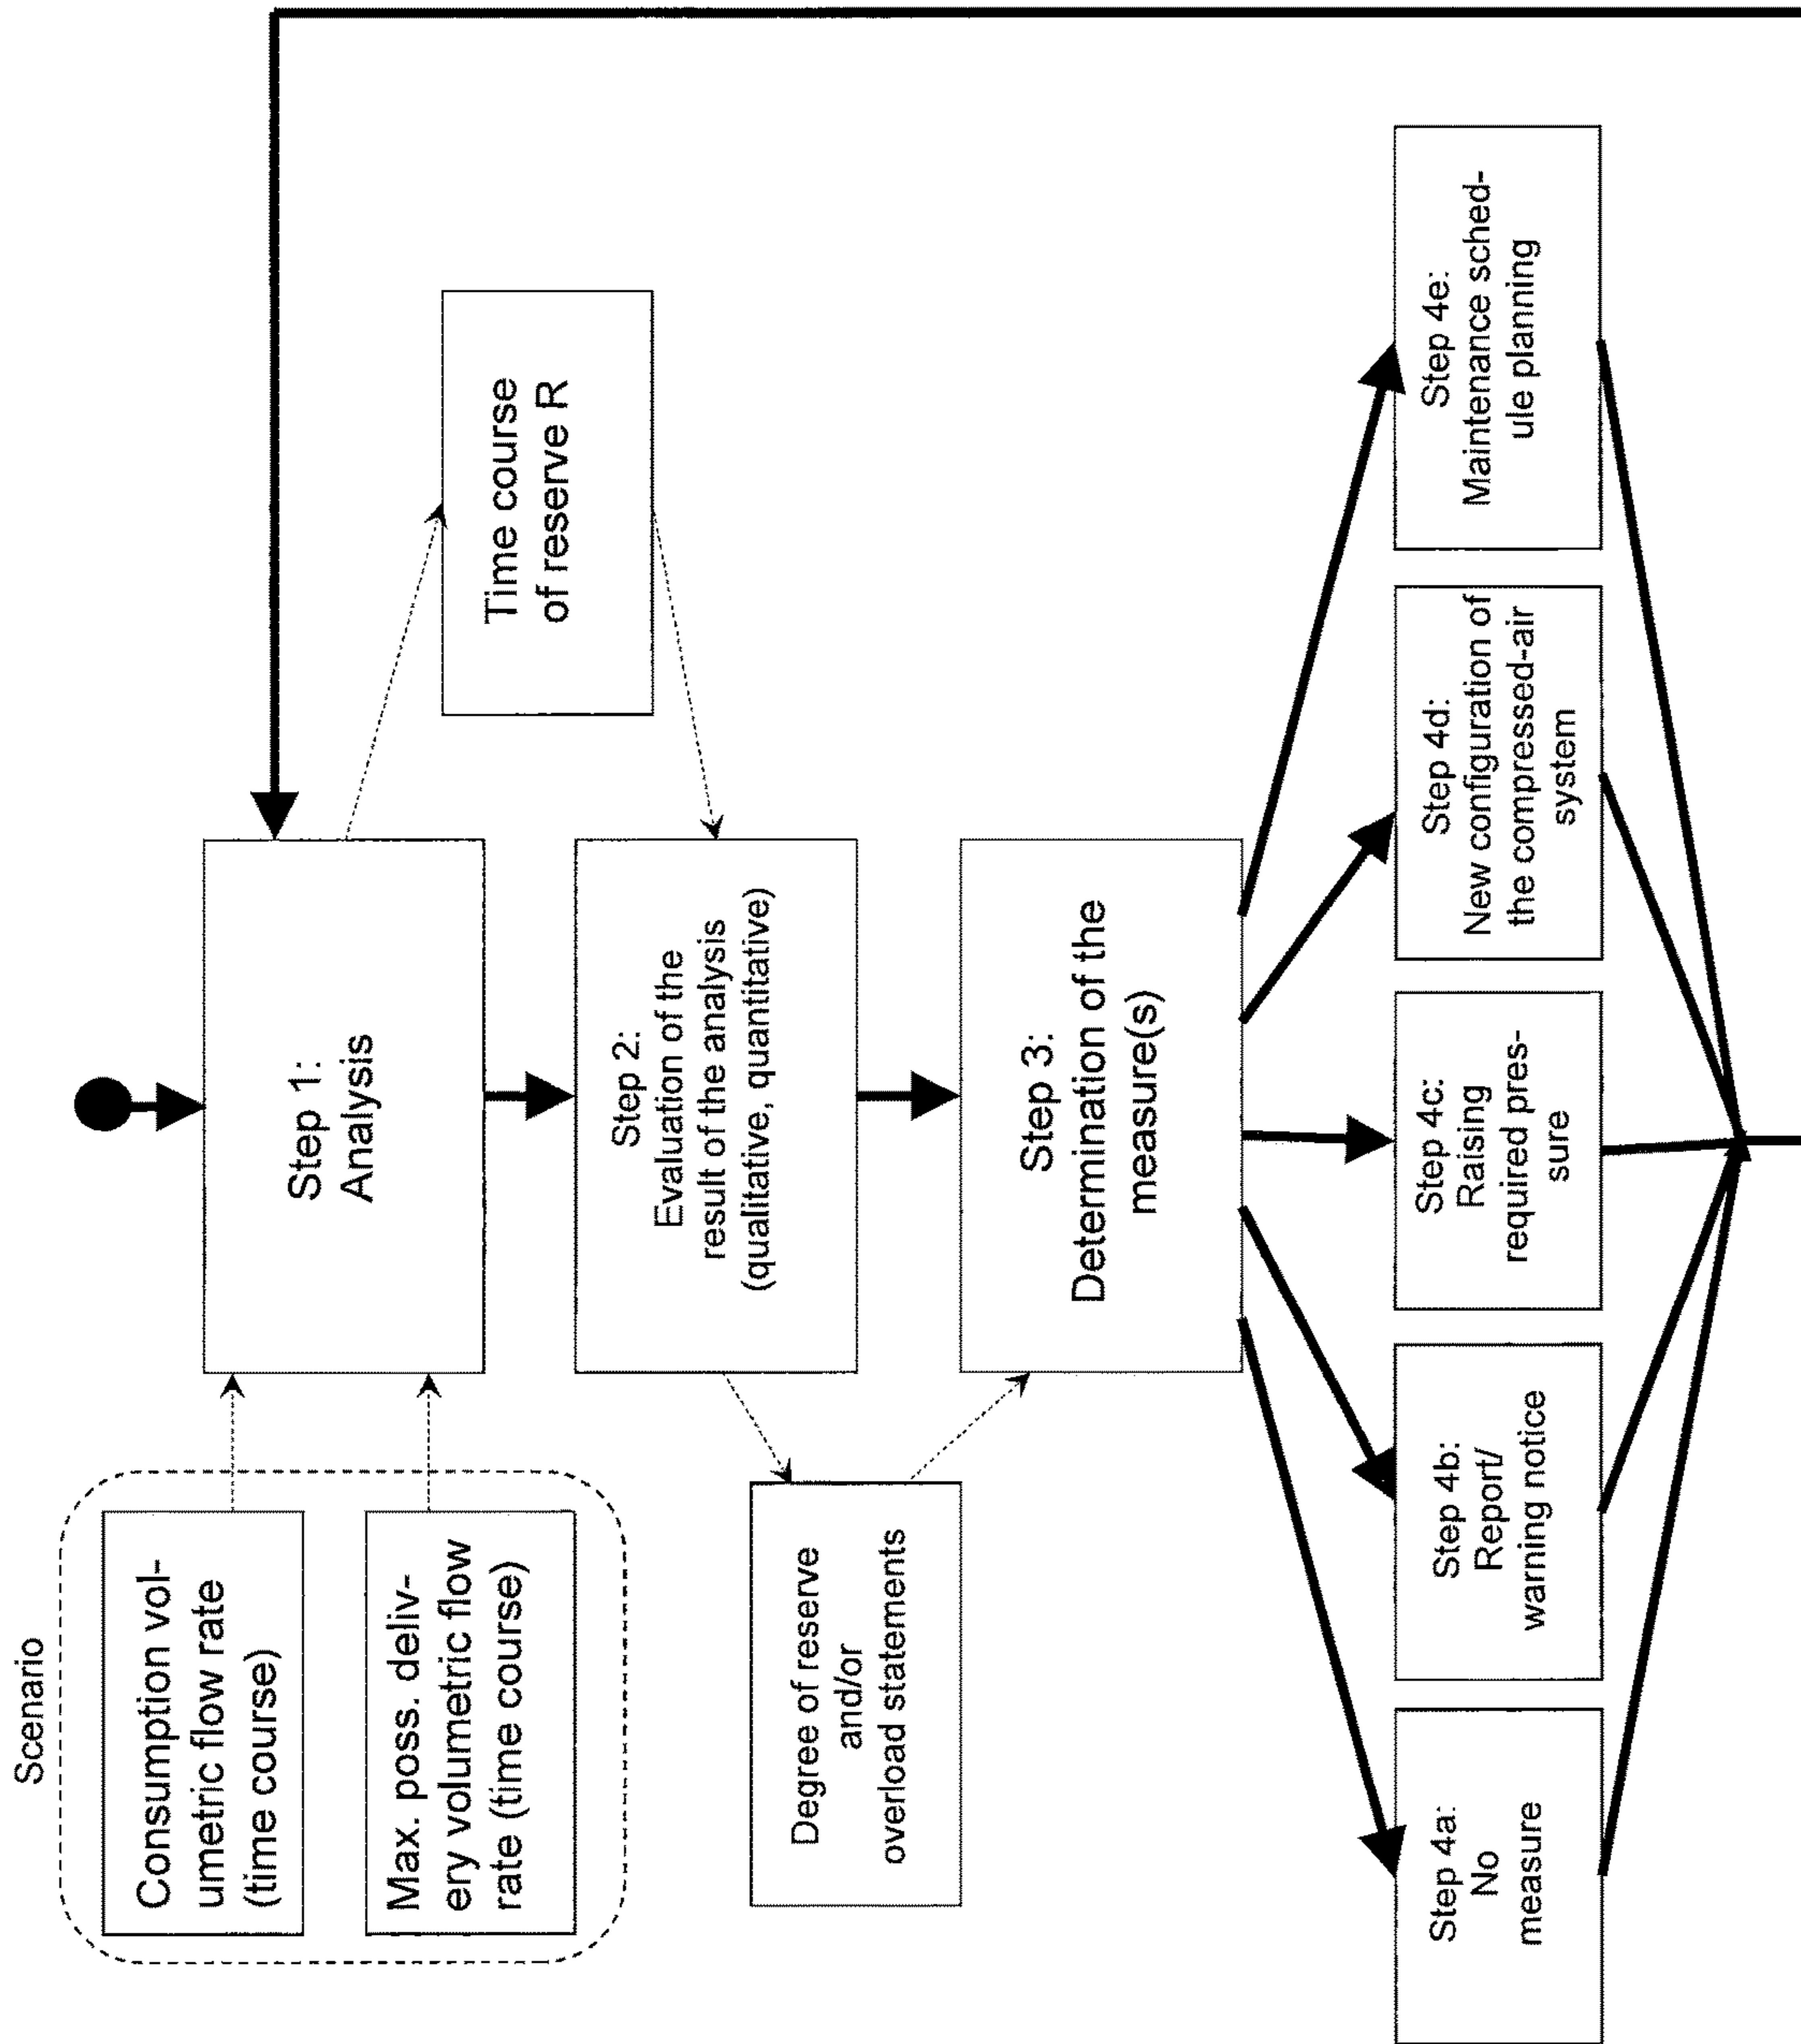 Scenario
Consumption vol-
umetric flow rate
(time course)
Max. poss. deliv-
ery volumetric flow
rate (time course)
Step 1:
Analysis
Time course
of reserve R
Step 2:
Evaluation of the
result of the analysis
(qualitative, quantitative)
Degree of reserve
and/or
overload statements
Step 3:
Determination of the
measure(s)
Step 4a:
No
measure
Step 4b:
Report/
warning notice
Step 4c:
Raising
required pres-
sure
Step 4d:
New configuration of
the compressed-air
system
Step 4e:
Maintenance sched-
ule planning